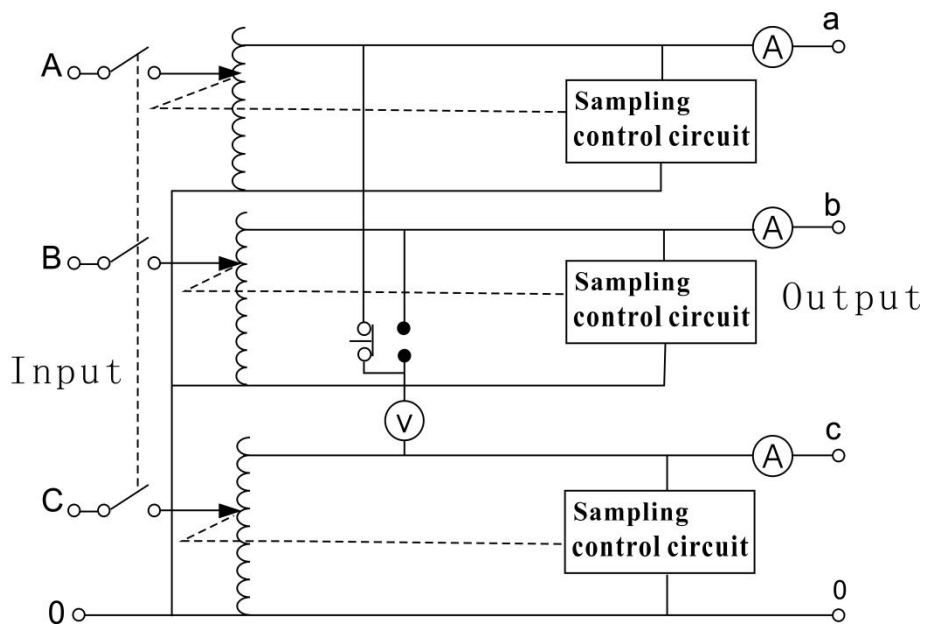 a
A
A
Sampling
control circuit
b
A
B
Sampling
control circuit
Output
Input
V
c
A
C
Sampling
control circuit
0
0